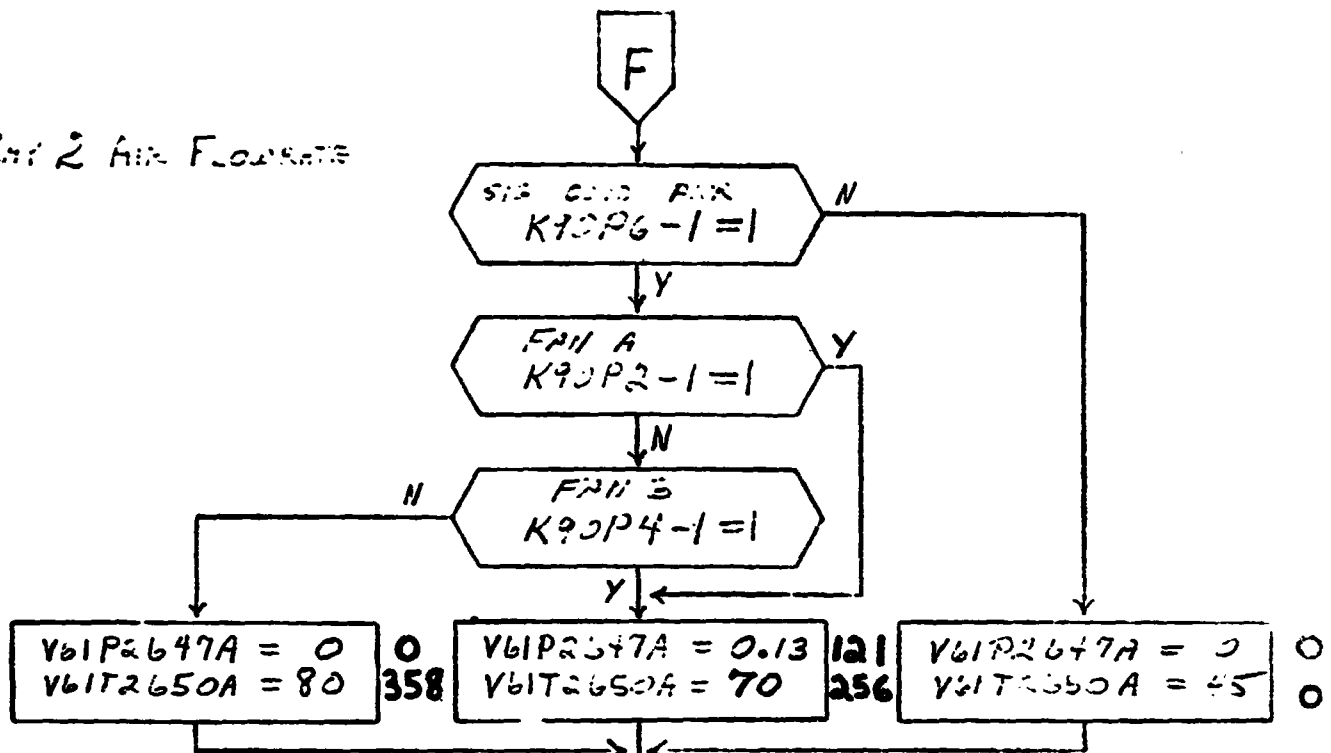 F
2 AIR FLOWRATE
N
K90P6-1=1
Y
FAN A Y
K90P2-1=1
N
N FAN B
K90P4-1=1
Y
V61P2647A = 0 0 V61P2647A = 0.13 121 V61P2647A = 0 0
V61T2650A = 80 358 V61T2650A = 70 256 V61T2650A = 45 0